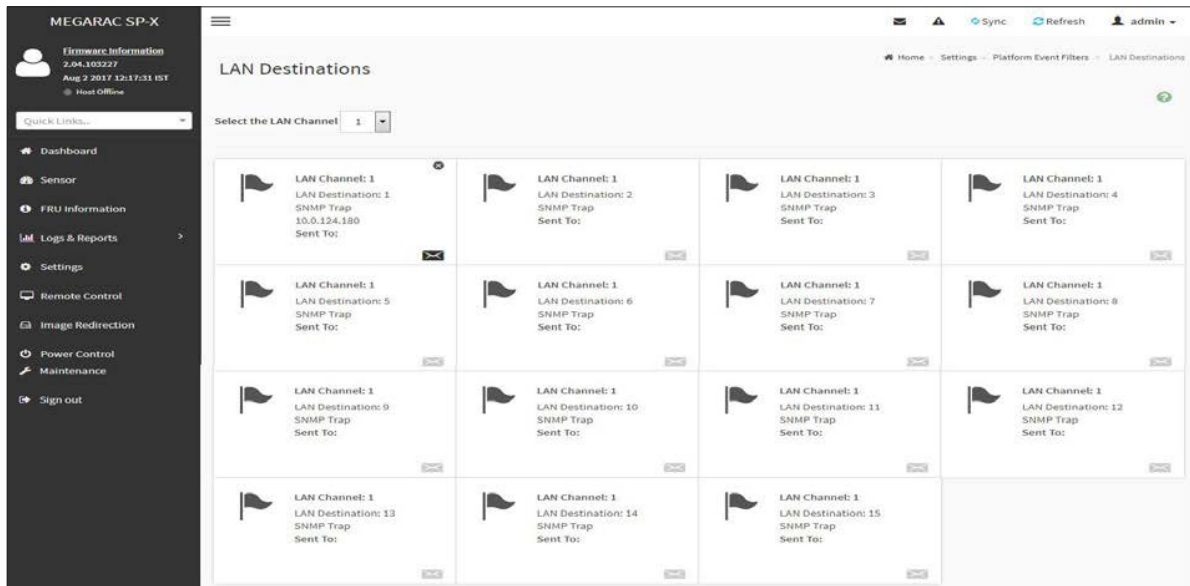 MEGARAC SP-X
Sync
Refresh
admin
Firmware Information
2.04.103227
Aug 2 2017 12:17:31 IST
Host Offline
Quick Links...
Dashboard
Sensor
FRU Information
Logs & Reports
Settings
Remote Control
Image Redirection
Power Control
Maintenance
Sign out
LAN Destinations
Home - Settings - Platform Event Filters - LAN Destinations
Select the LAN Channel 1
LAN Channel: 1
LAN Destination: 1
SNMP Trap
10.0.124.180
Sent To:
LAN Channel: 1
LAN Destination: 2
SNMP Trap
Sent To:
LAN Channel: 1
LAN Destination: 3
SNMP Trap
Sent To:
LAN Channel: 1
LAN Destination: 4
SNMP Trap
Sent To:
LAN Channel: 1
LAN Destination: 5
SNMP Trap
Sent To:
LAN Channel: 1
LAN Destination: 6
SNMP Trap
Sent To:
LAN Channel: 1
LAN Destination: 7
SNMP Trap
Sent To:
LAN Channel: 1
LAN Destination: 8
SNMP Trap
Sent To:
LAN Channel: 1
LAN Destination: 9
SNMP Trap
Sent To:
LAN Channel: 1
LAN Destination: 10
SNMP Trap
Sent To:
LAN Channel: 1
LAN Destination: 11
SNMP Trap
Sent To:
LAN Channel: 1
LAN Destination: 12
SNMP Trap
Sent To:
LAN Channel: 1
LAN Destination: 13
SNMP Trap
Sent To:
LAN Channel: 1
LAN Destination: 14
SNMP Trap
Sent To:
LAN Channel: 1
LAN Destination: 15
SNMP Trap
Sent To: